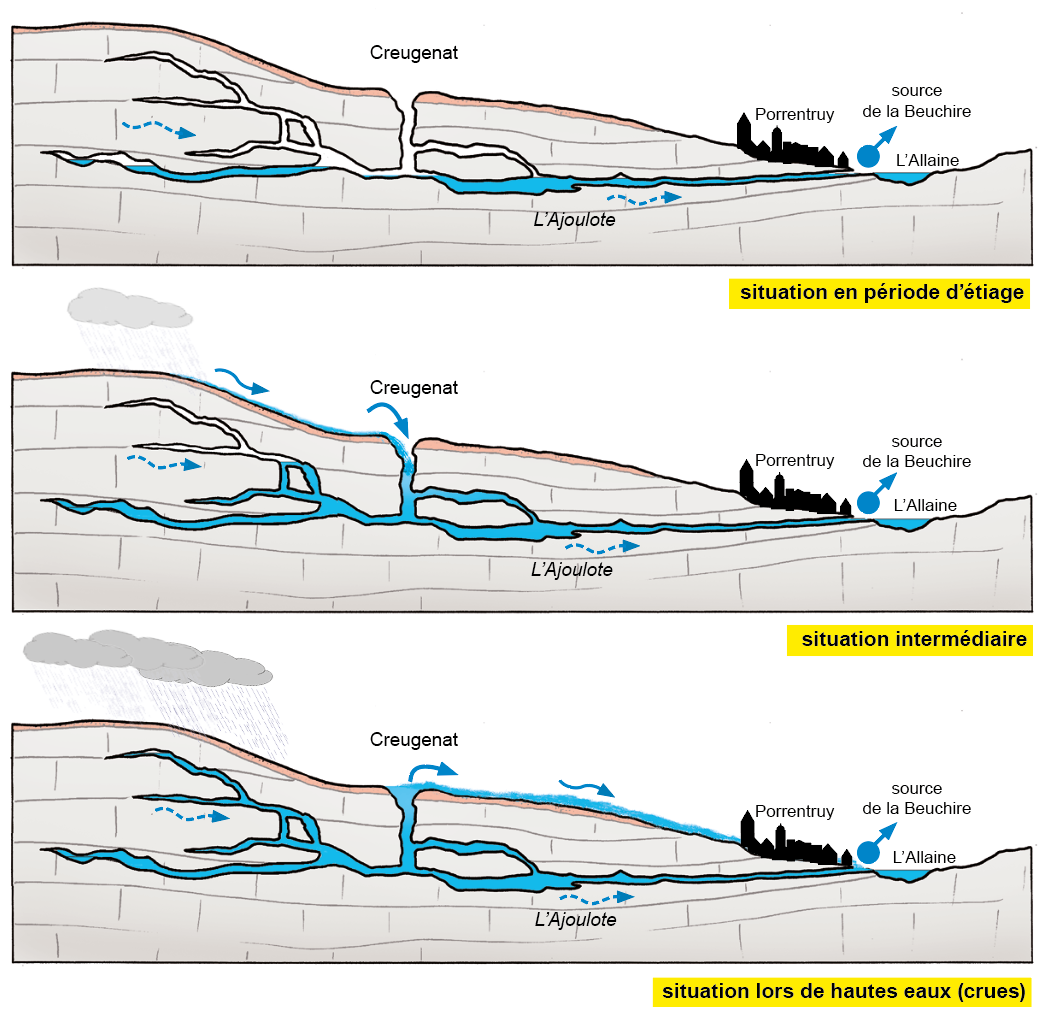 Creugenat
source
de la Beuchire
Porrentruy
L'Allaine
L'Ajoulote
situation en période d'étiage
Creugenat
source
de la Beuchire
Porrentruy
L'Allaine
L'Ajoulote
situation intermédiaire
Creugenat
source
de la Beuchire
Porrentruy
L'Allaine
L'Ajoulote
situation lors de hautes eaux (crues)